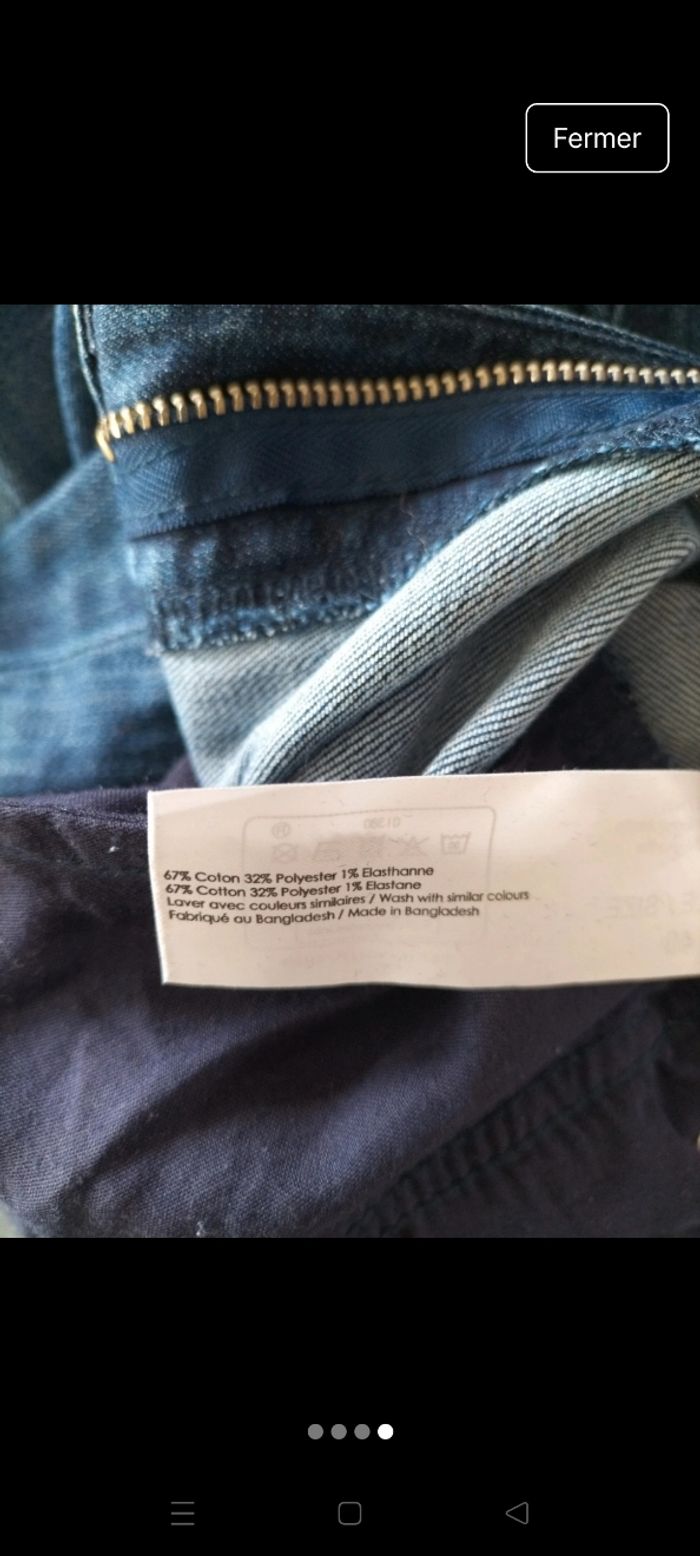 Fermer
67% Coton 32% Polyester 1% Elasthanne
67% Cotton 32% Polyester 1% Elastane
Laver avec couleurs similaires / Wash with similar colours
Fabriqué au Bangladesh / Made in Bangladesh